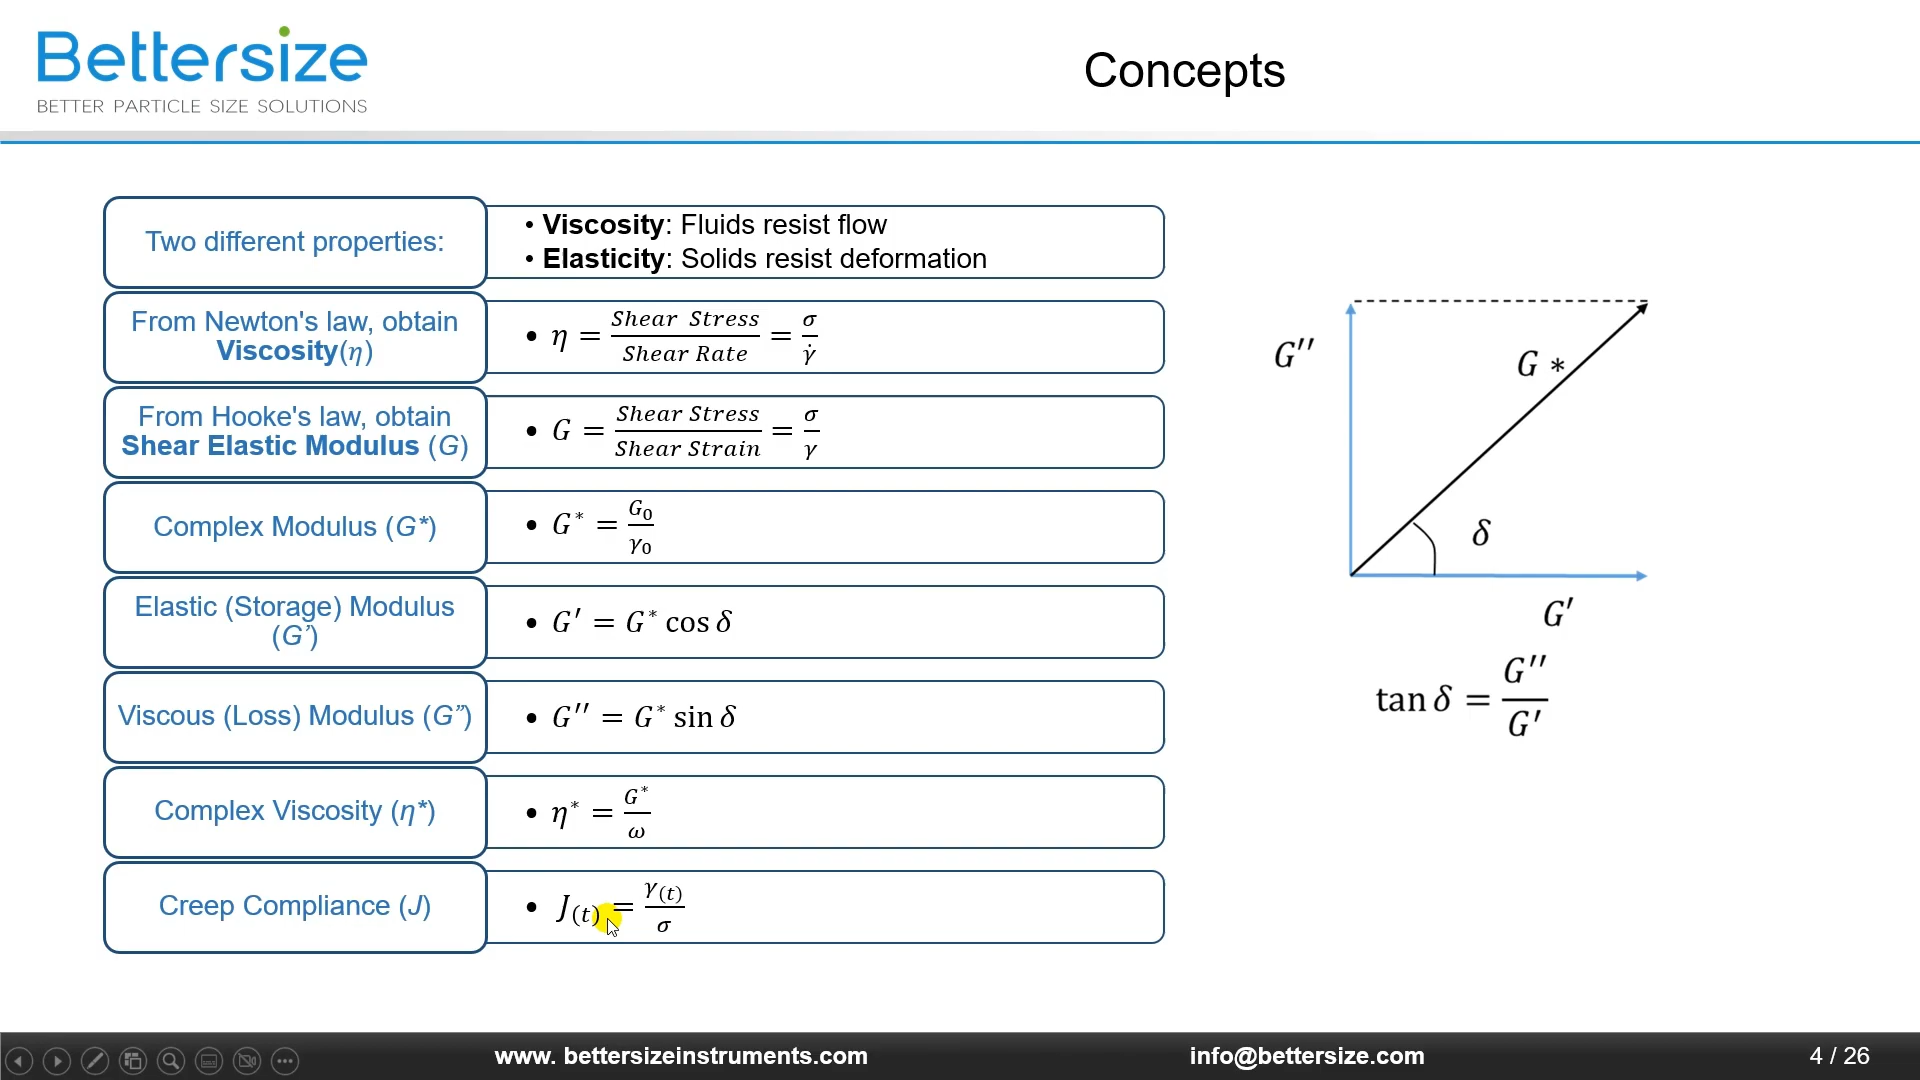 Bettersize
BETTER PARTICLE SIZE SOLUTIONS
Concepts
Two different properties:
• Viscosity: Fluids resist flow
• Elasticity: Solids resist deformation
From Newton's law, obtain
Viscosity(η)
• η = Shear Stress / Shear Rate = σ / γ̇
From Hooke's law, obtain
Shear Elastic Modulus (G)
• G = Shear Stress / Shear Strain = σ / γ
Complex Modulus (G*)
• G* = G₀ / γ₀
Elastic (Storage) Modulus
(G’)
• G′ = G* cos δ
Viscous (Loss) Modulus (G”)
• G′′ = G* sin δ
Complex Viscosity (η*)
• η* = G* / ω
Creep Compliance (J)
• J(t) = γ(t) / σ
G′′
G *
δ
G′
tan δ = G′′ / G′
www. bettersizeinstruments.com
info@bettersize.com
4 / 26